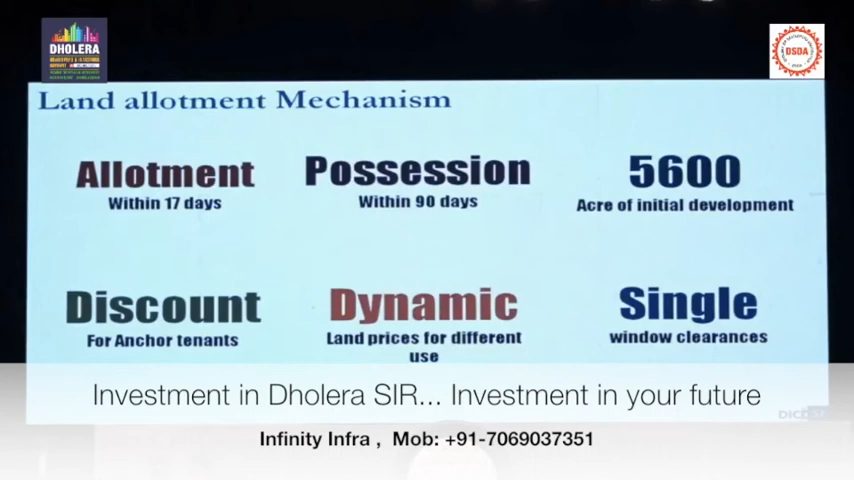 DHOLERA
DSDA
Land allotment Mechanism
Allotment
Within 17 days
Possession
Within 90 days
5600
Acre of initial development
Discount
For Anchor tenants
Dynamic
Land prices for different
use
Single
window clearances
Investment in Dholera SIR... Investment in your future
Infinity Infra , Mob: +91-7069037351